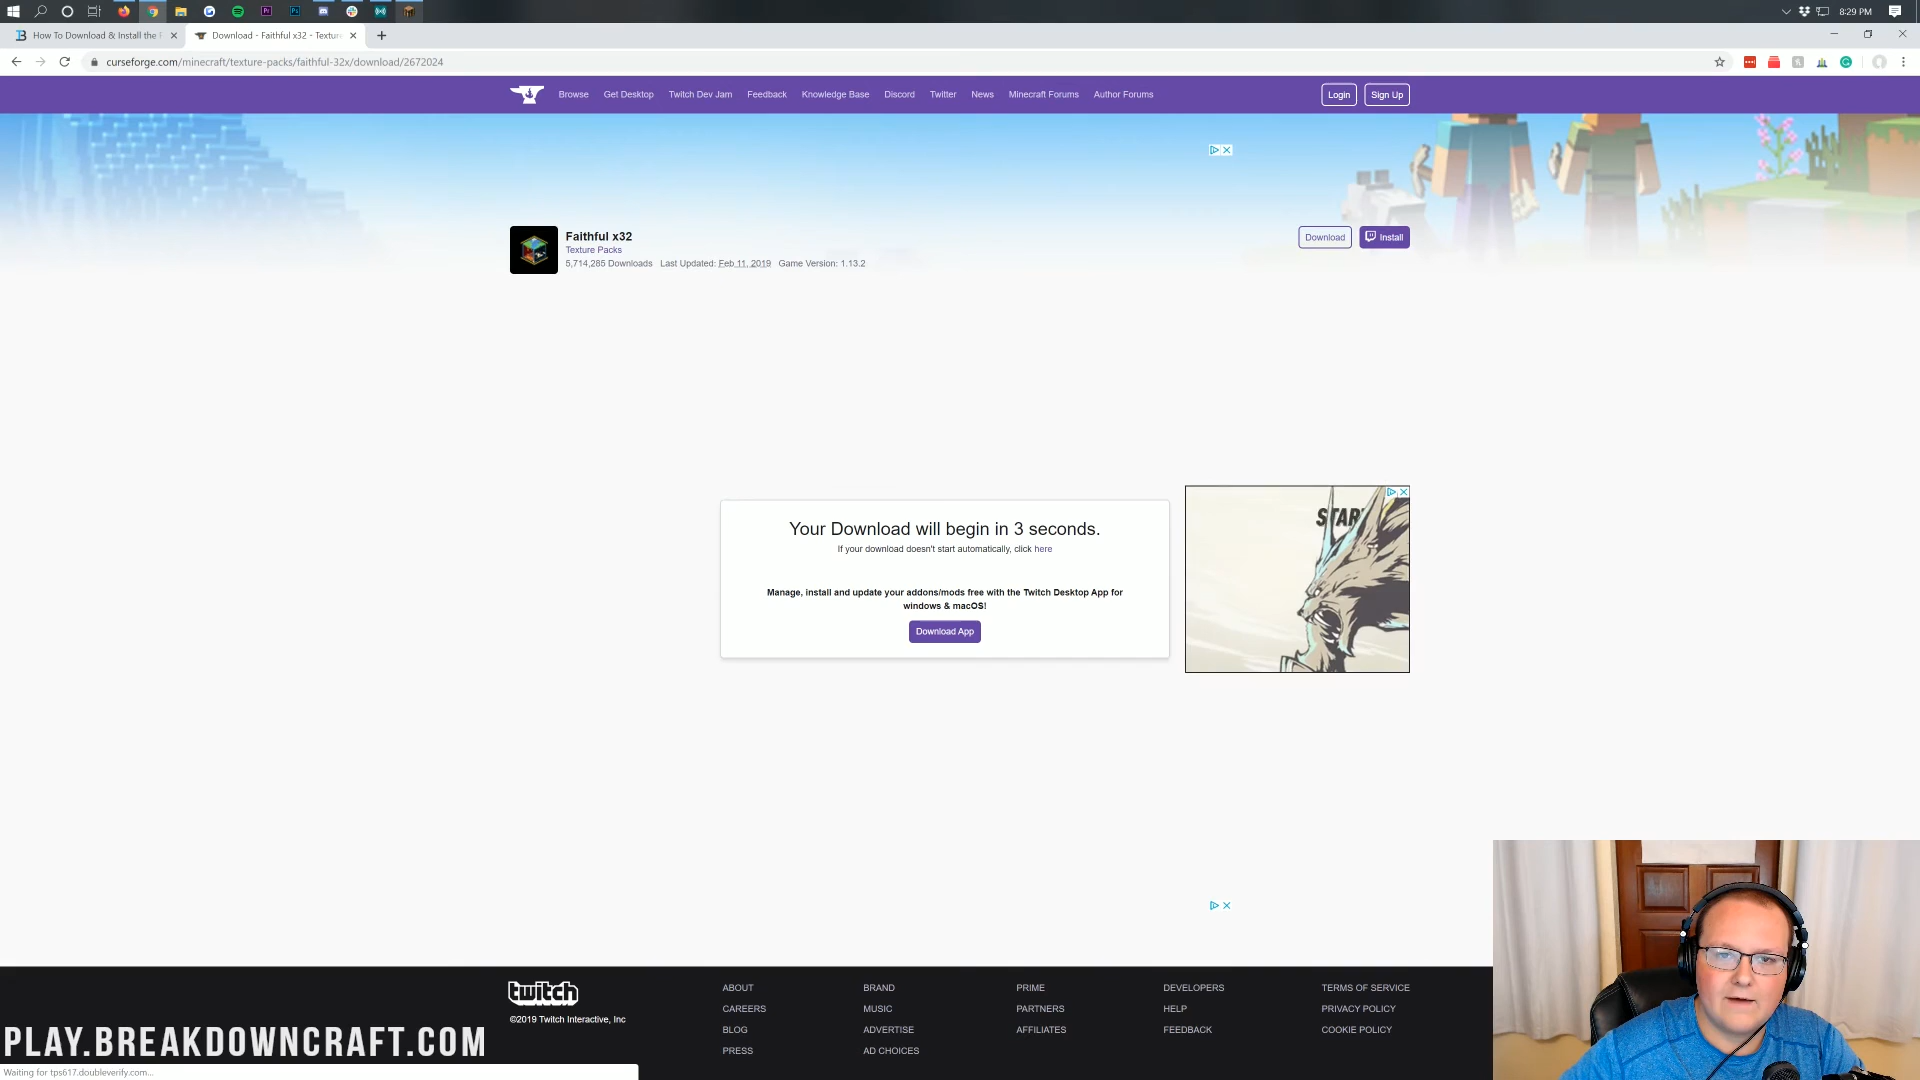 8:29 PM
How To Download & Install the
Download - Faithful x32 - Texture
curseforge.com/minecraft/texture-packs/faithful-32x/download/2672024
Browse Get Desktop Twitch Dev Jam Feedback Knowledge Base Discord Twitter News Minecraft Forums Author Forums Login Sign Up
Faithful x32
Texture Packs
5,714,285 Downloads Last Updated: Feb 11, 2019 Game Version: 1.13.2
Download Install
Your Download will begin in 3 seconds.
If your download doesn't start automatically, click here
Manage, install and update your addons/mods free with the Twitch Desktop App for
windows & macOS!
Download App
STAR
twitch
©2019 Twitch Interactive, Inc
ABOUT
CAREERS
BLOG
PRESS
BRAND
MUSIC
ADVERTISE
AD CHOICES
PRIME
PARTNERS
AFFILIATES
DEVELOPERS
HELP
FEEDBACK
TERMS OF SERVICE
PRIVACY POLICY
COOKIE POLICY
PLAY.BREAKDOWNCRAFT.COM
Waiting for tps617.doubleverify.com...